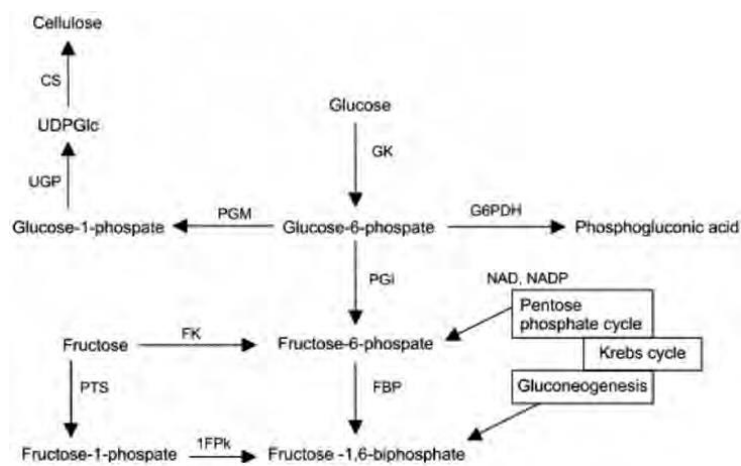 Cellulose
CS
UDPGlc
Glucose
GK
UGP
PGM
G6PDH
Glucose-1-phospate
Glucose-6-phospate
Phosphogluconic acid
PGI
NAD, NADP
Pentose
phosphate cycle
FK
Fructose
Fructose-6-phospate
Krebs cycle
PTS
FBP
Gluconeogenesis
1FPk
Fructose-1-phospate
Fructose -1,6-biphosphate